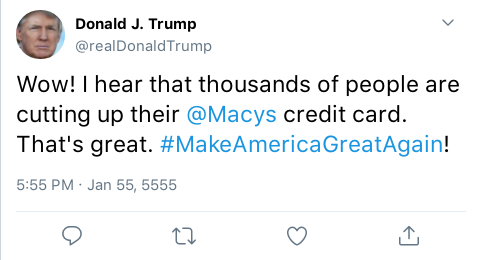 Donald J. Trump
@realDonaldTrump
Wow! I hear that thousands of people are
cutting up their @Macys credit card.
That's great. #MakeAmericaGreatAgain!
5:55 PM · Jan 55, 5555